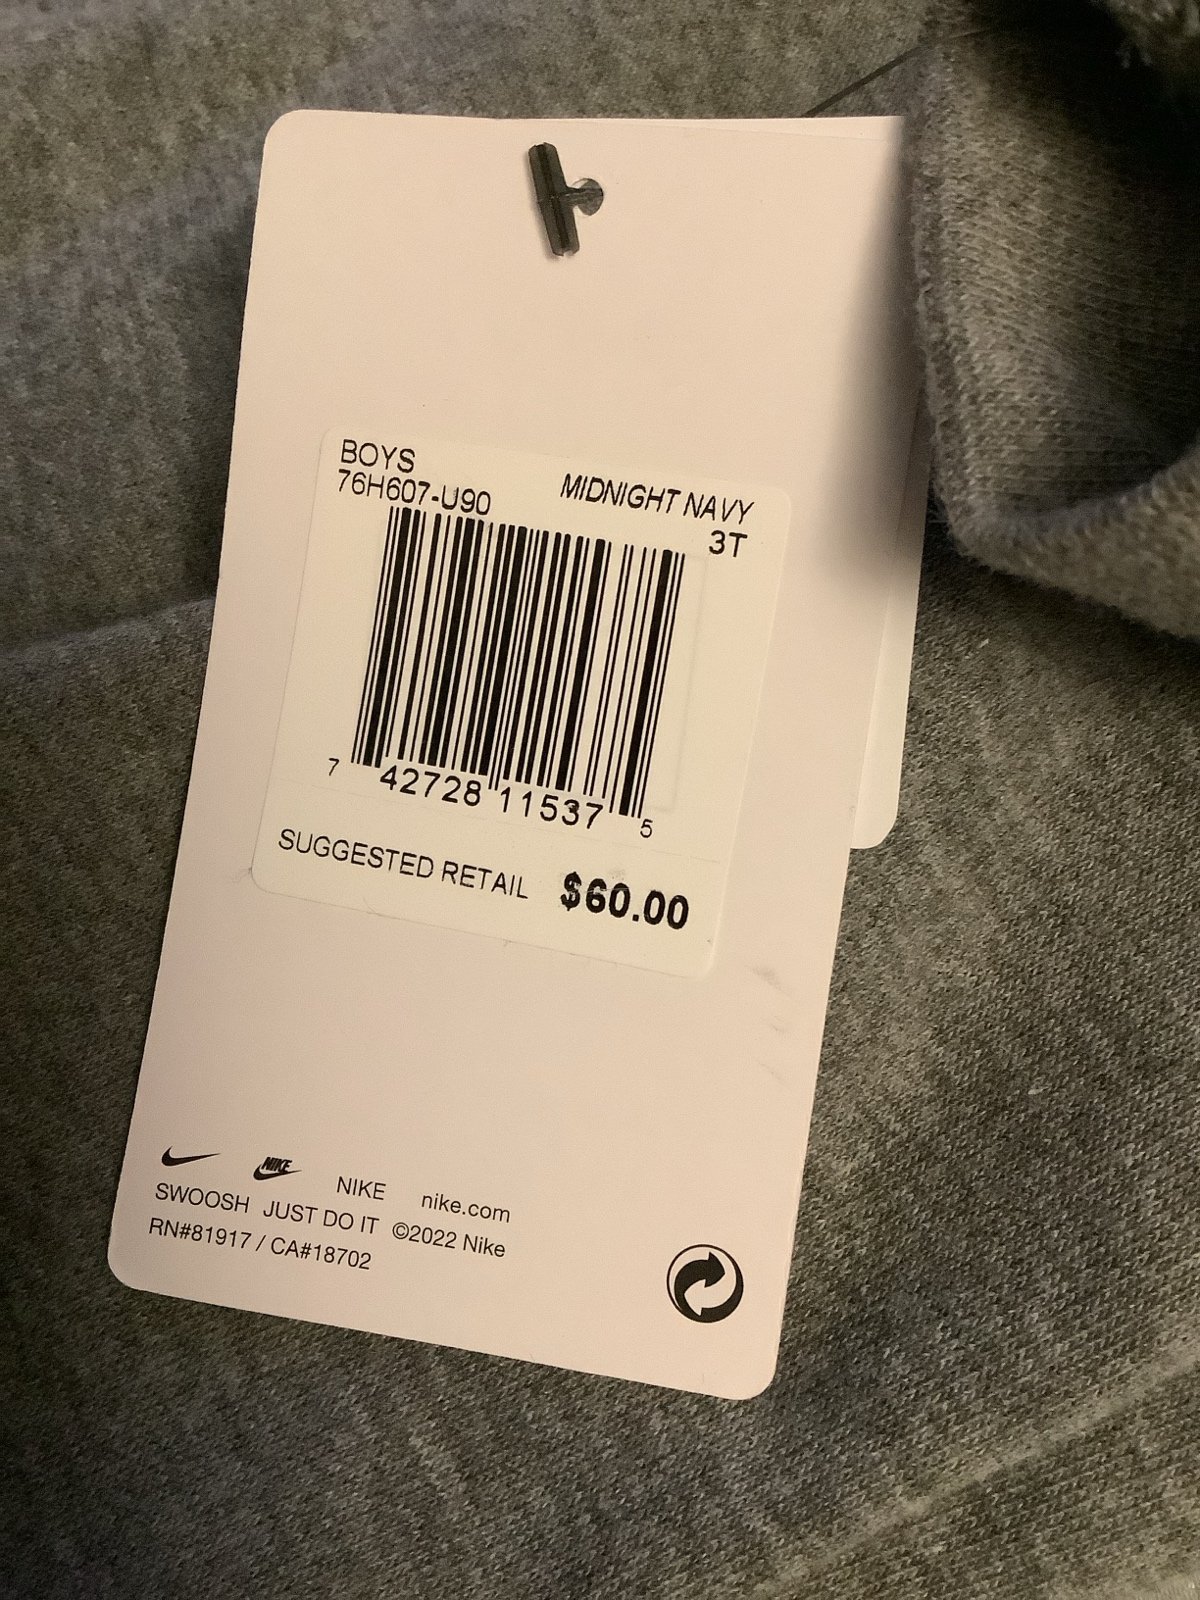 BOYS
76H607-U90
MIDNIGHT NAVY
3T
7 42728 11537 5
SUGGESTED RETAIL $60.00
NIKE NIKE nike.com
SWOOSH JUST DO IT ©2022 Nike
RN#81917 / CA#18702